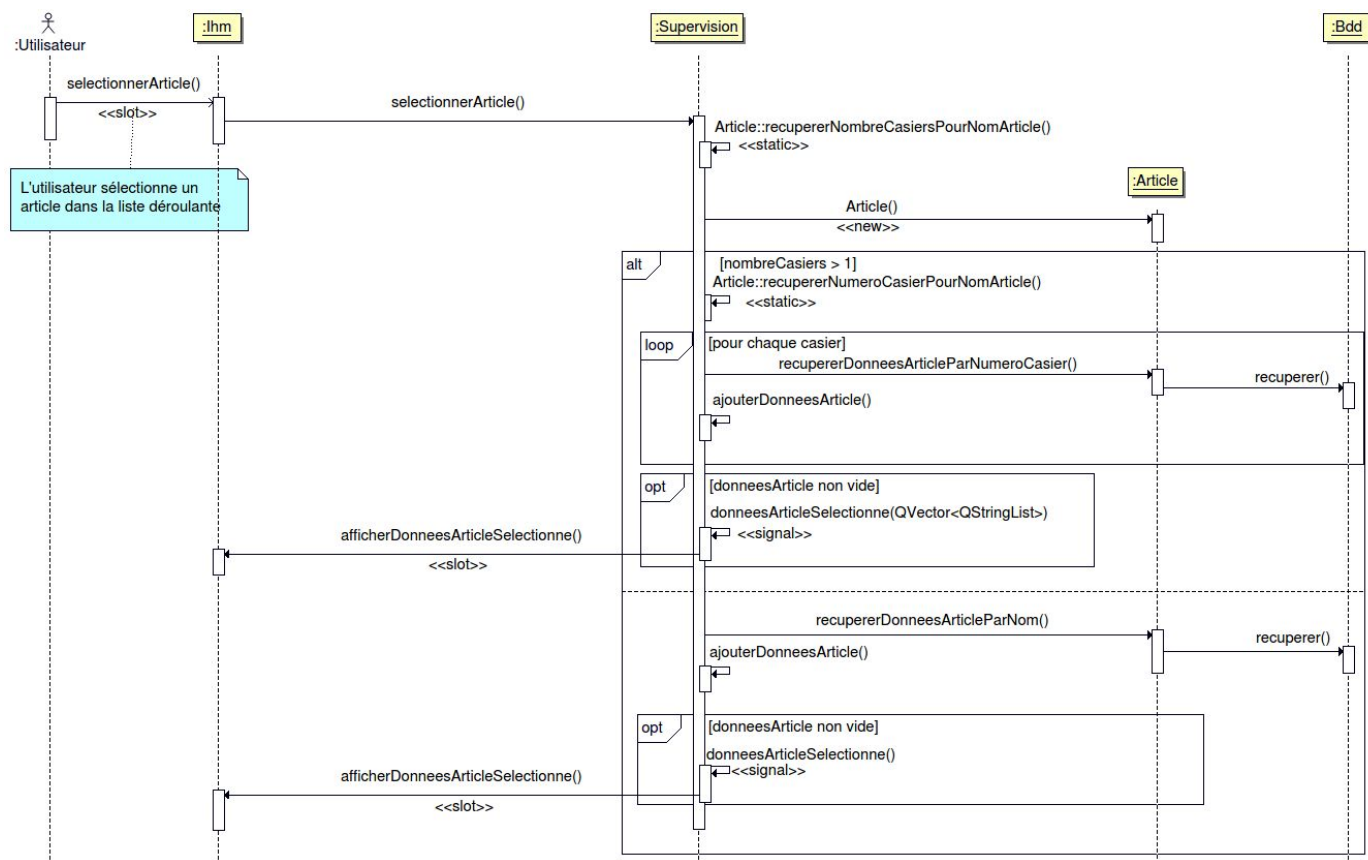 :Utilisateur
:Ihm
:Supervision
:Bdd
selectionnerArticle()
<<slot>>
selectionnerArticle()
Article::recupererNombreCasiersPourNomArticle()
<<static>>
L'utilisateur sélectionne un
article dans la liste déroulante
:Article
Article()
<<new>>
alt
[nombreCasiers > 1]
Article::recupererNumeroCasierPourNomArticle()
<<static>>
loop
[pour chaque casier]
recupererDonneesArticleParNumeroCasier()
recuperer()
ajouterDonneesArticle()
opt
[donneesArticle non vide]
donneesArticleSelectionne(QVector<QStringList>)
<<signal>>
afficherDonneesArticleSelectionne()
<<slot>>
recupererDonneesArticleParNom()
recuperer()
ajouterDonneesArticle()
opt
[donneesArticle non vide]
donneesArticleSelectionne()
<<signal>>
afficherDonneesArticleSelectionne()
<<slot>>